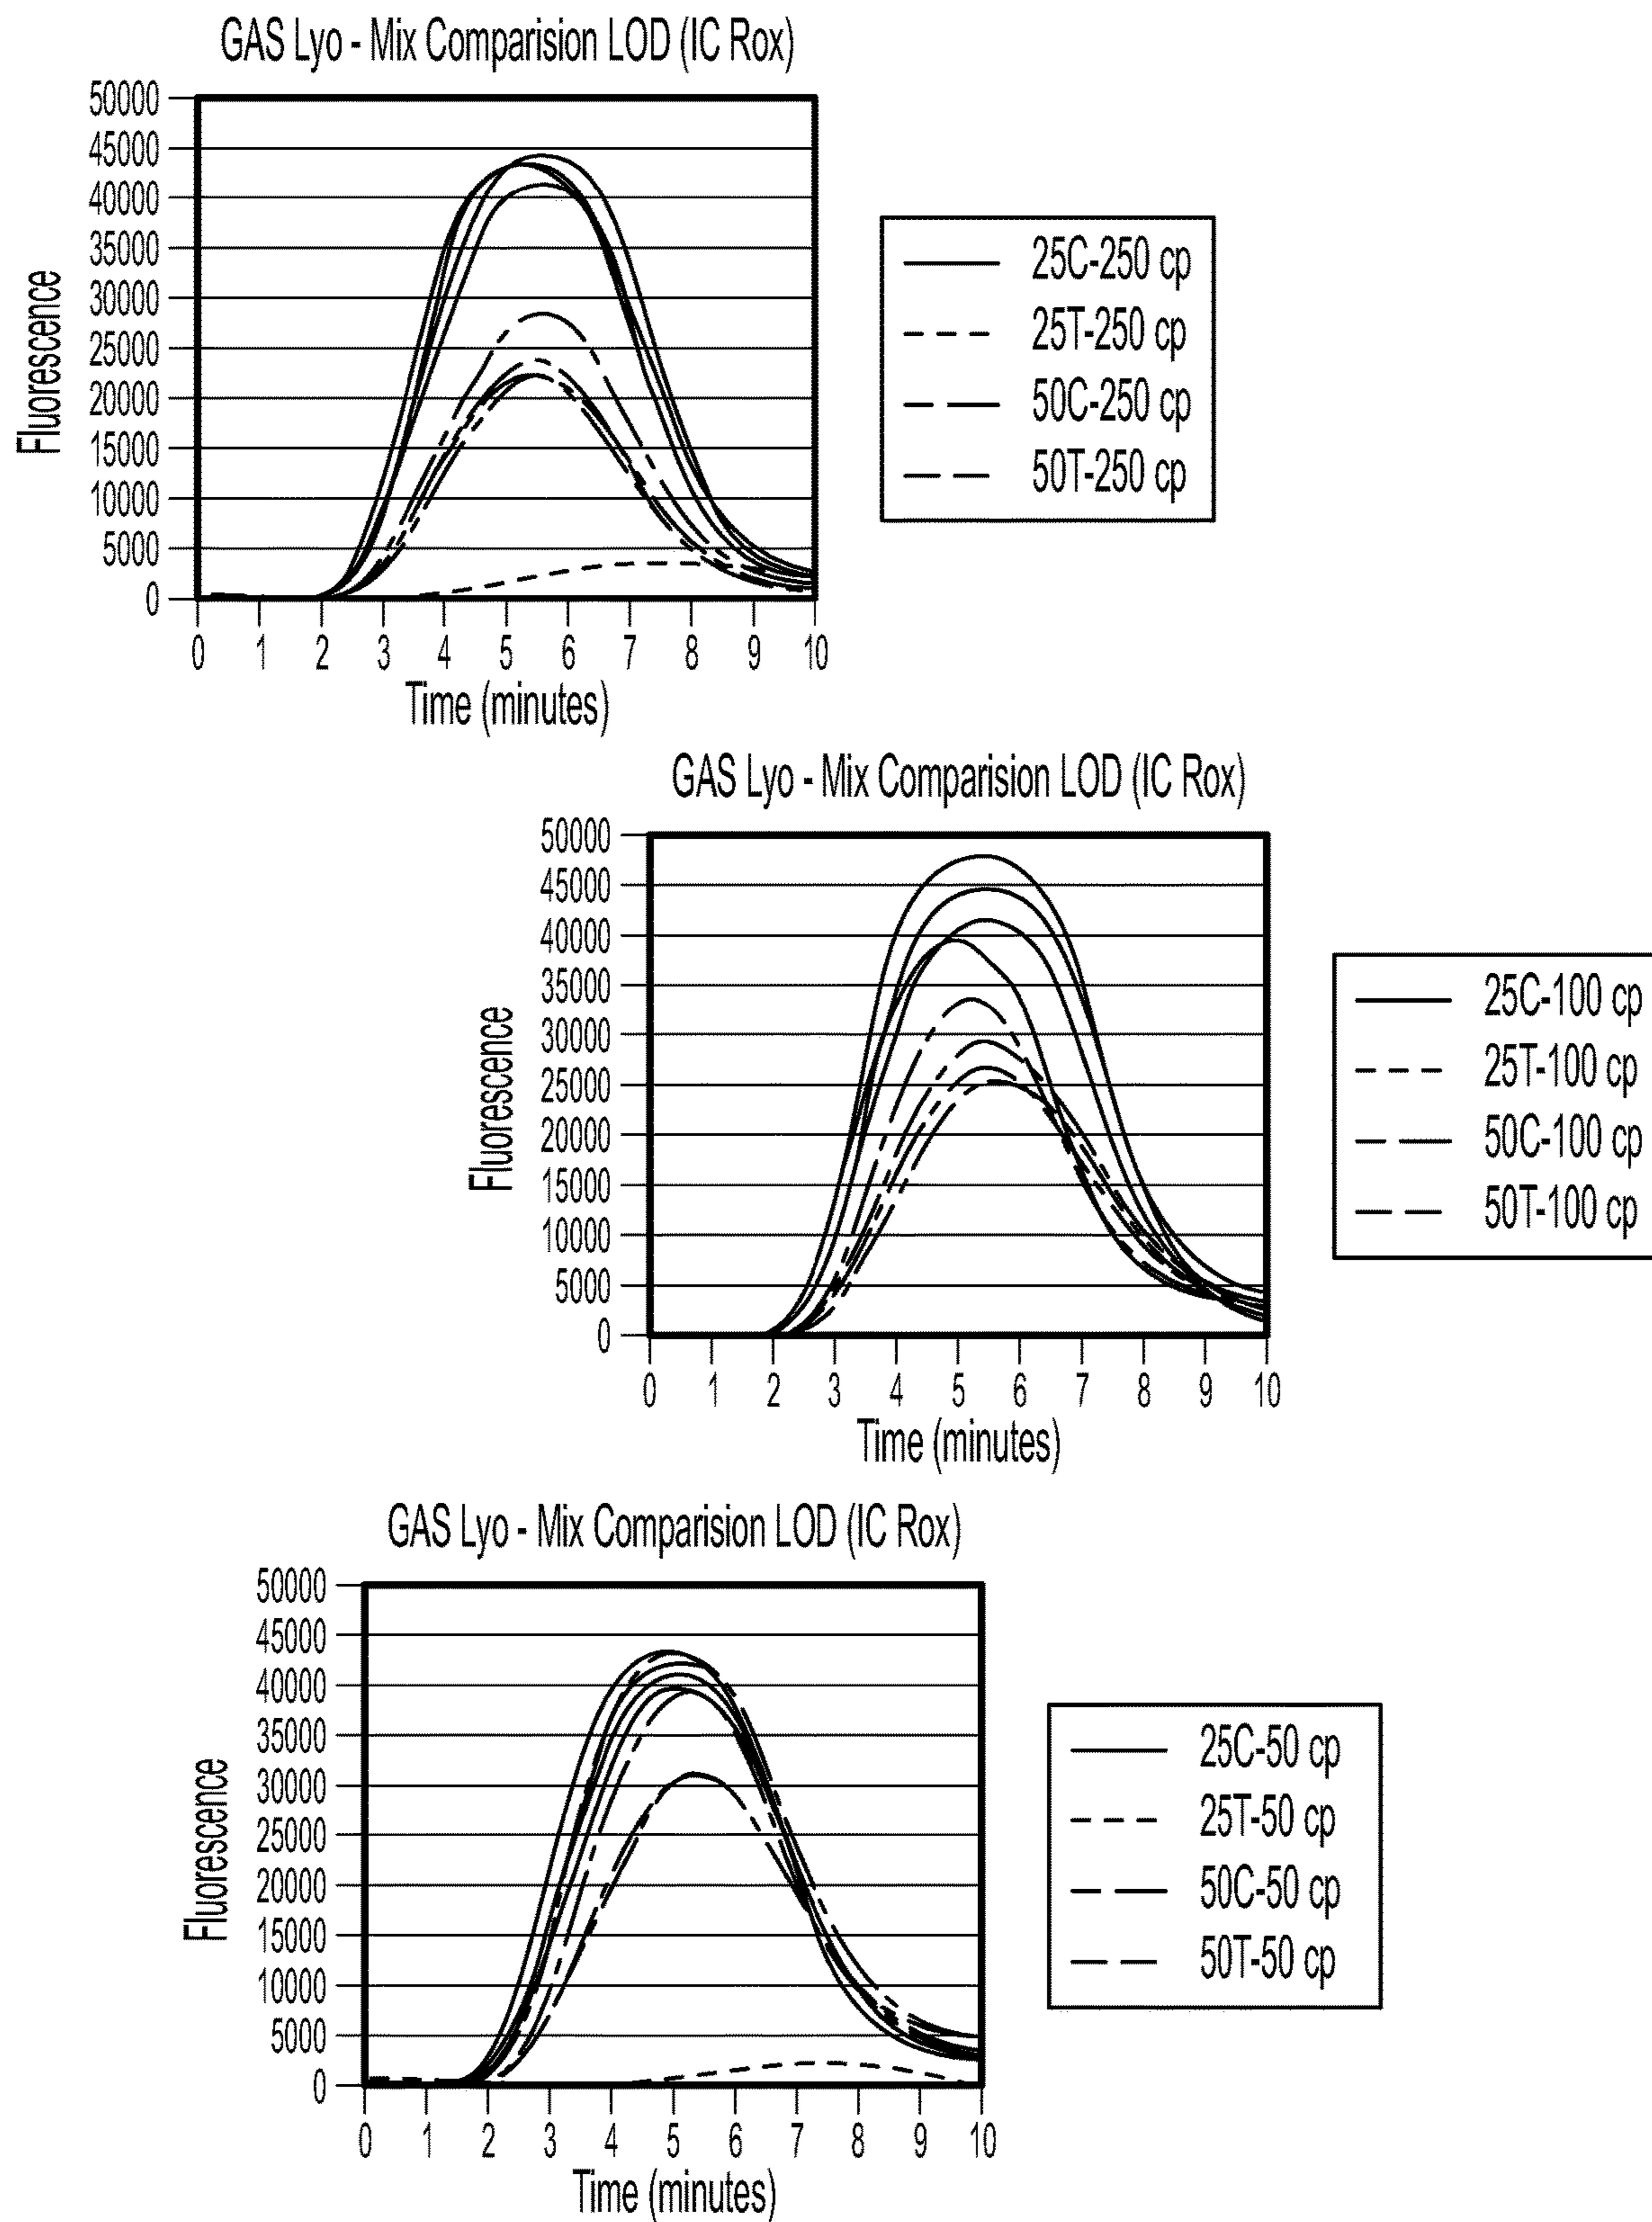 GAS Lyo - Mix Comparision LOD (IC Rox)
50000
45000
40000
35000
30000
25000
20000
15000
10000
5000
0
Fluorescence
0 1 2 3 4 5 6 7 8 9 10
Time (minutes)
25C-250 cp
25T-250 cp
50C-250 cp
50T-250 cp
GAS Lyo - Mix Comparision LOD (IC Rox)
50000
45000
40000
35000
30000
25000
20000
15000
10000
5000
0
Fluorescence
0 1 2 3 4 5 6 7 8 9 10
Time (minutes)
25C-100 cp
25T-100 cp
50C-100 cp
50T-100 cp
GAS Lyo - Mix Comparision LOD (IC Rox)
50000
45000
40000
35000
30000
25000
20000
15000
10000
5000
0
Fluorescence
0 1 2 3 4 5 6 7 8 9 10
Time (minutes)
25C-50 cp
25T-50 cp
50C-50 cp
50T-50 cp